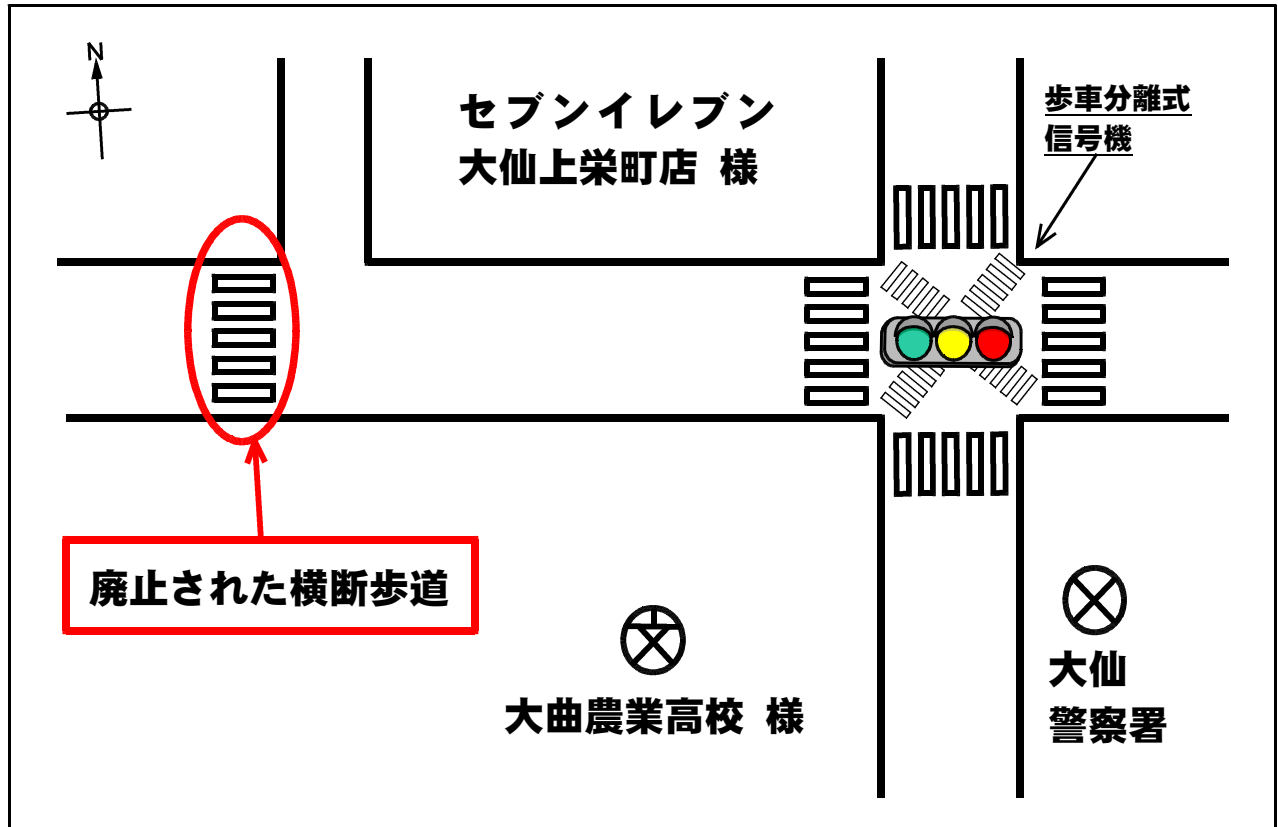 N
セブンイレブン
大仙上栄町店 様
歩車分離式
信号機
廃止された横断歩道
大曲農業高校 様
大仙
警察署